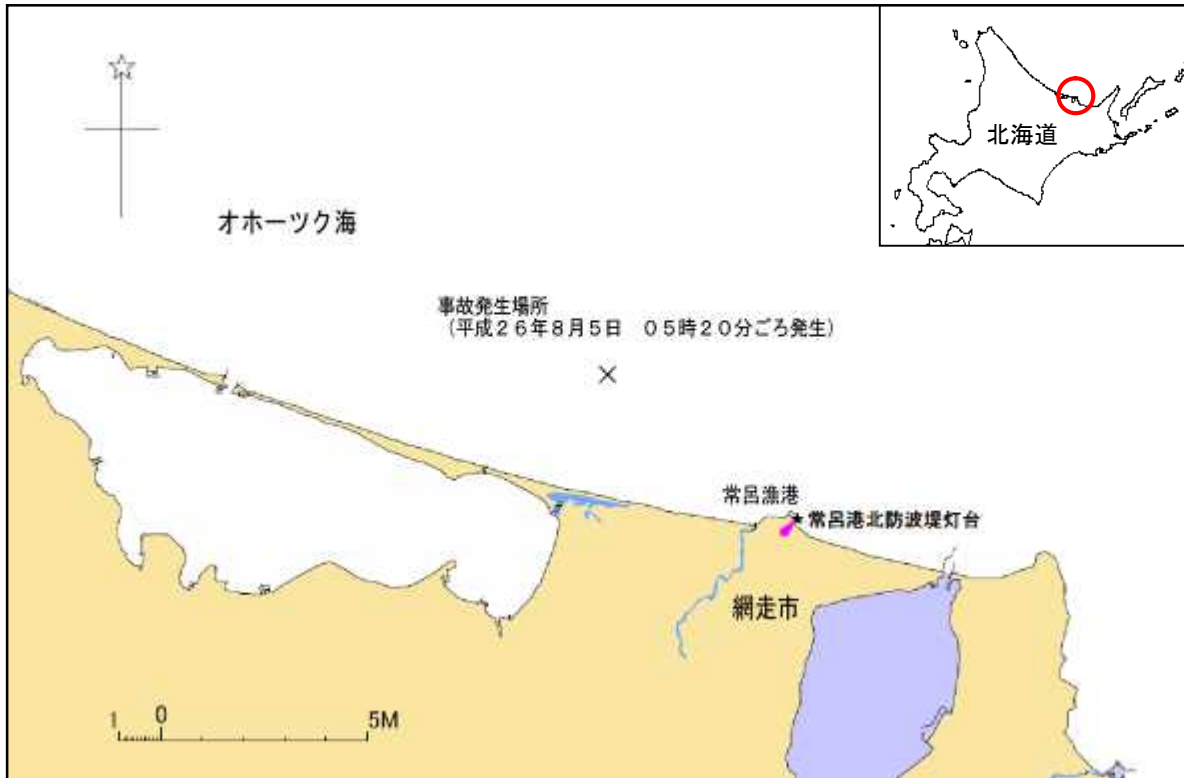 北海道
オホーツク海
事故発生場所
(平成26年8月5日 05時20分ごろ発生)
常呂漁港
常呂港北防波堤灯台
網走市
1 0 5M